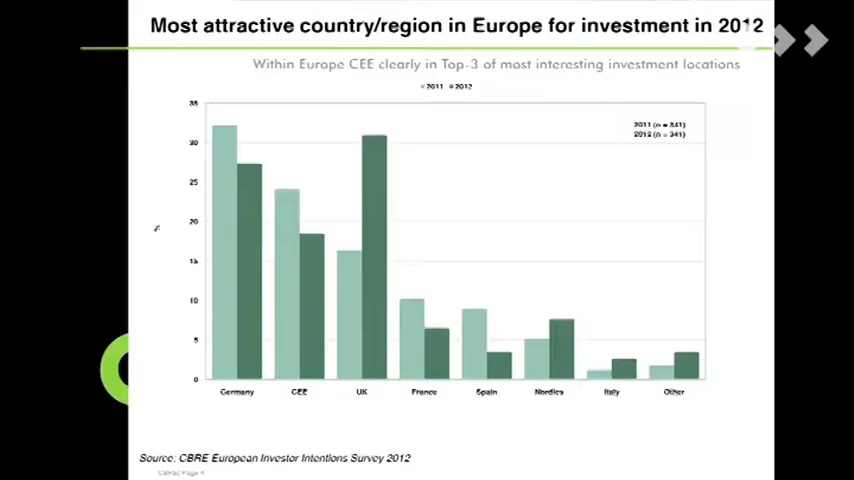 Most attractive country/region in Europe for investment in 2012
Within Europe CEE clearly in Top-3 of most interesting investment locations
2011 2012
35
2011 (n = 341)
2012 (n = 341)
30
25
%
20
15
10
5
0
Germany CEE UK France Spain Nordics Italy Other
Source: CBRE European Investor Intentions Survey 2012
Page 4